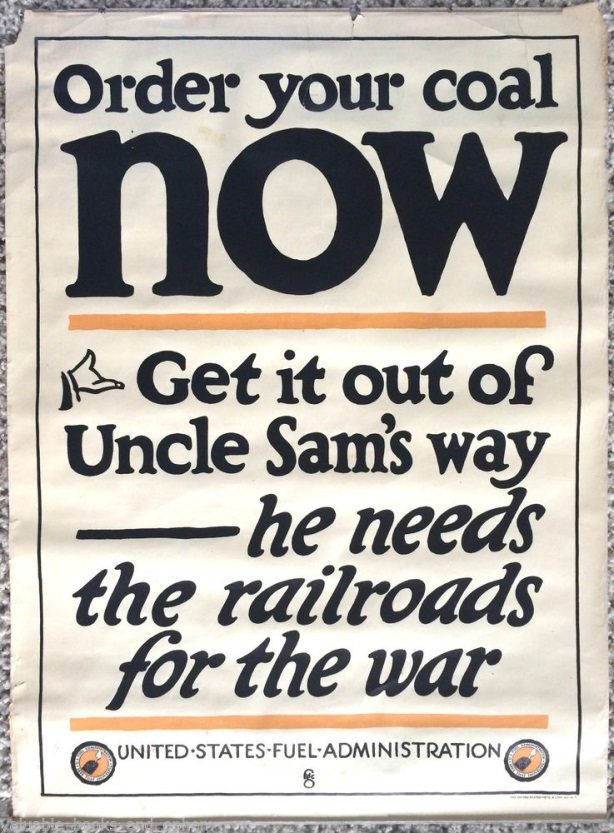 Order your coal
now
Get it out of
Uncle Sam's way
—he needs
the railroads
for the war
UNITED·STATES·FUEL·ADMINISTRATION